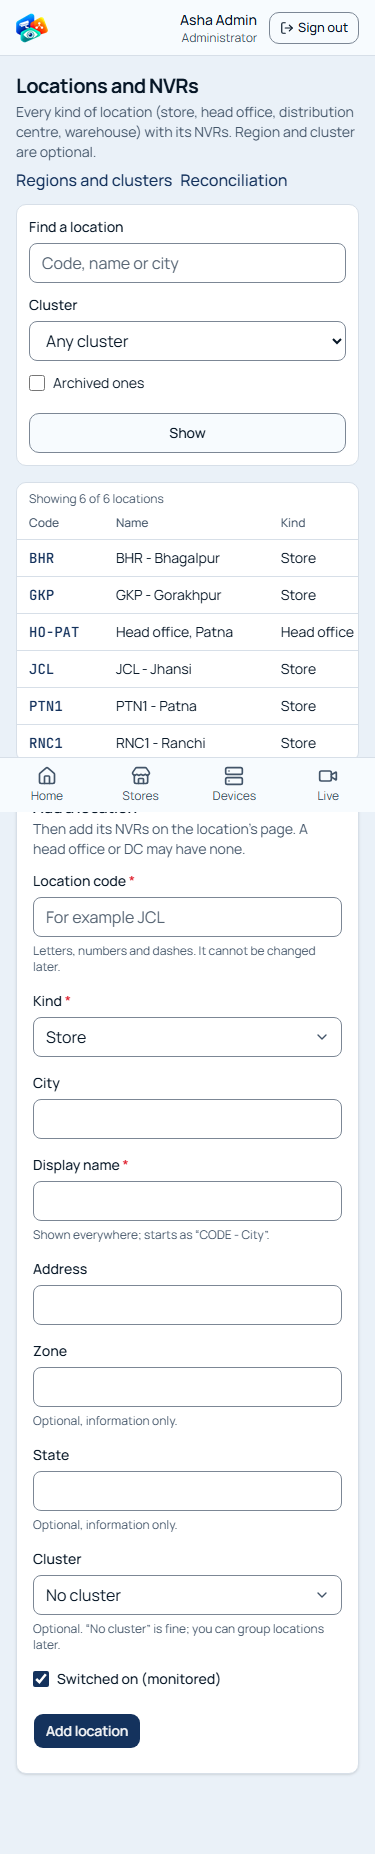 Asha Admin
Administrator
Sign out
Locations and NVRs
Every kind of location (store, head office, distribution
centre, warehouse) with its NVRs. Region and cluster
are optional.
Regions and clusters Reconciliation
Find a location
Code, name or city
Cluster
Any cluster
Archived ones
Show
Showing 6 of 6 locations
Code Name Kind
BHR BHR - Bhagalpur Store
GKP GKP - Gorakhpur Store
HO-PAT Head office, Patna Head office
JCL JCL - Jhansi Store
PTN1 PTN1 - Patna Store
RNC1 RNC1 - Ranchi Store
Home Stores Devices Live
Then add its NVRs on the location's page. A
head office or DC may have none.
Location code *
For example JCL
Letters, numbers and dashes. It cannot be changed
later.
Kind *
Store
City
Display name *
Shown everywhere; starts as “CODE - City”.
Address
Zone
Optional, information only.
State
Optional, information only.
Cluster
No cluster
Optional. “No cluster” is fine; you can group locations
later.
Switched on (monitored)
Add location